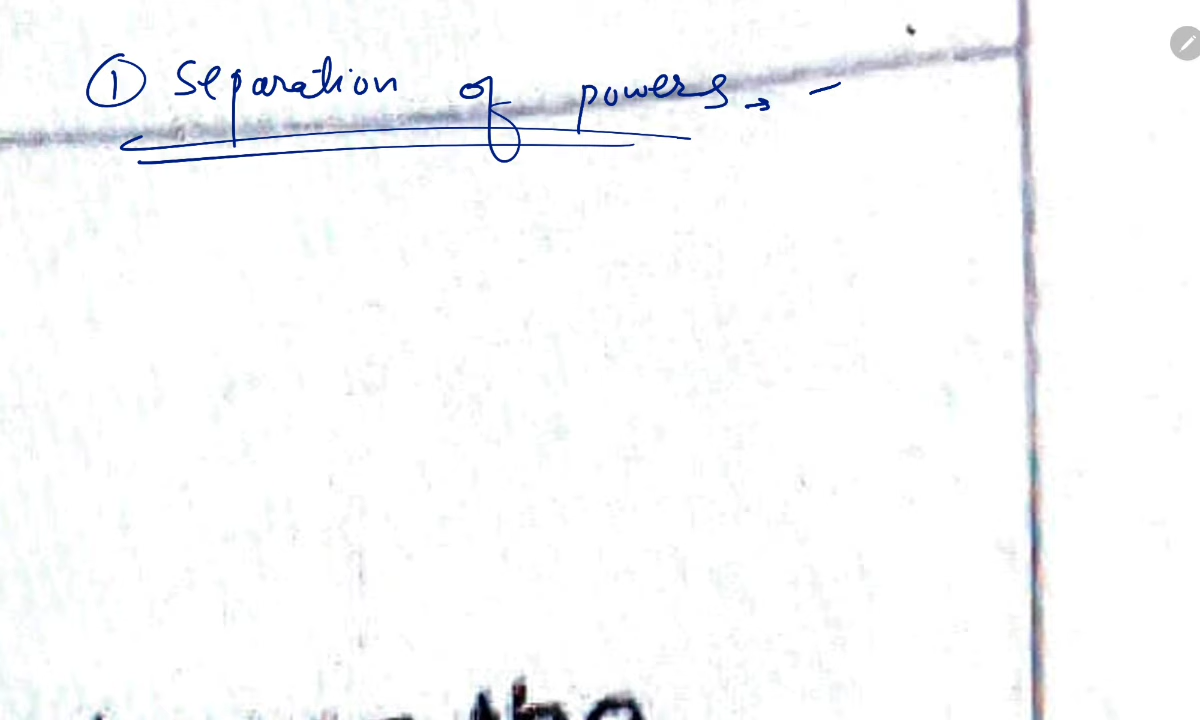 ① Separation of powers → -